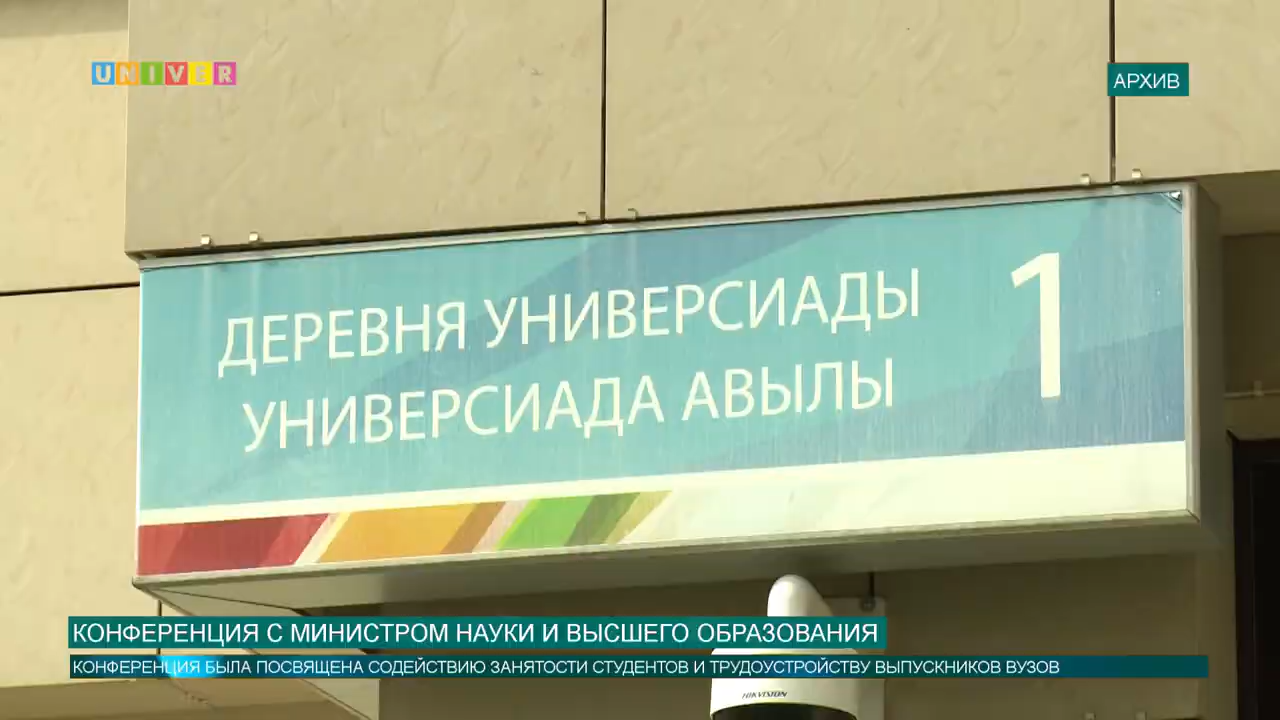 UNIVER
АРХИВ
ДЕРЕВНЯ УНИВЕРСИАДЫ 1
УНИВЕРСИАДА АВЫЛЫ
КОНФЕРЕНЦИЯ С МИНИСТРОМ НАУКИ И ВЫСШЕГО ОБРАЗОВАНИЯ
КОНФЕРЕНЦИЯ БЫЛА ПОСВЯЩЕНА СОДЕЙСТВИЮ ЗАНЯТОСТИ СТУДЕНТОВ И ТРУДОУСТРОЙСТВУ ВЫПУСКНИКОВ ВУЗОВ
HIKVISION